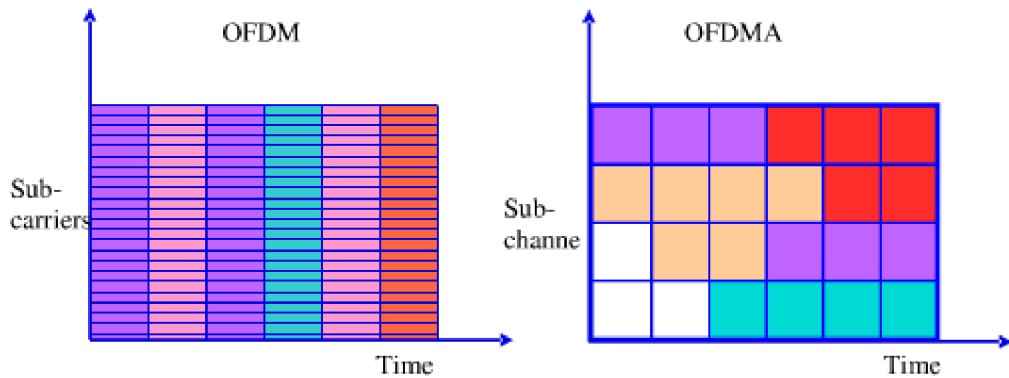 OFDM
Sub-
carriers
Time
OFDMA
Sub-
channe
Time